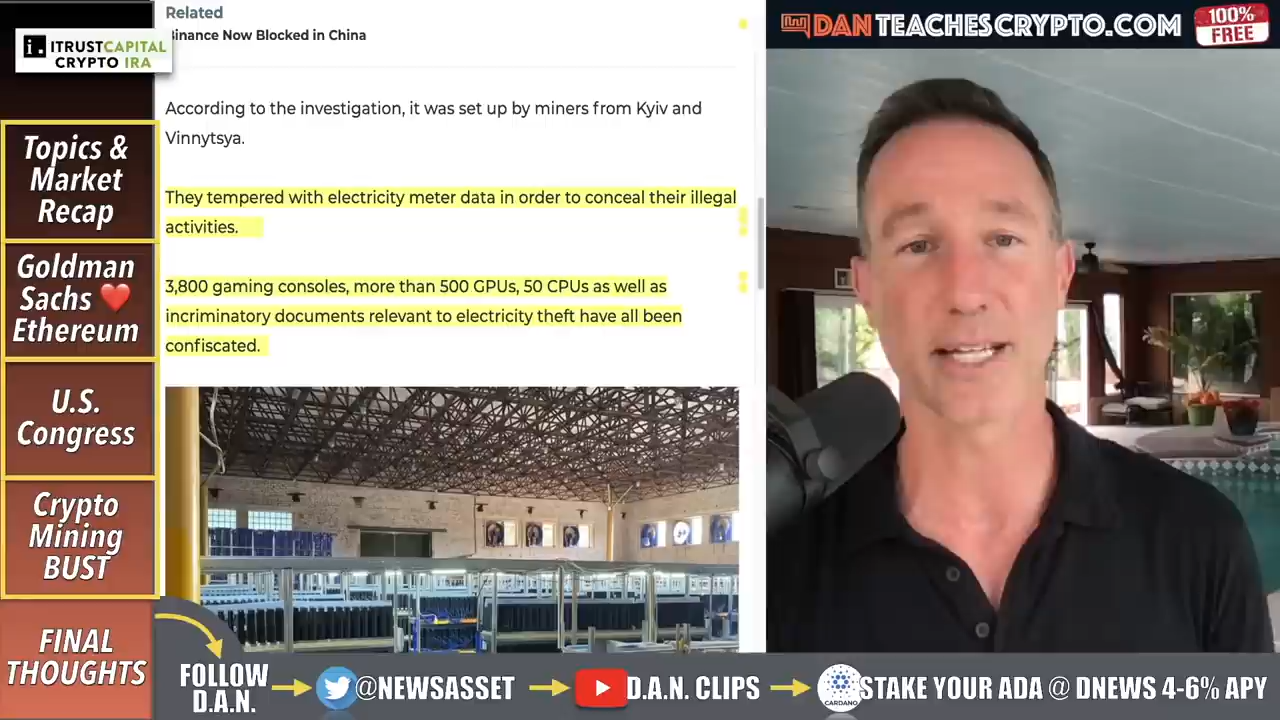 Related
Binance Now Blocked in China
i. ITRUSTCAPITAL
CRYPTO IRA
DAN TEACHESCRYPTO.COM
100%
FREE
According to the investigation, it was set up by miners from Kyiv and
Vinnytsya.
They tempered with electricity meter data in order to conceal their illegal
activities.
3,800 gaming consoles, more than 500 GPUs, 50 CPUs as well as
incriminatory documents relevant to electricity theft have all been
confiscated.
Topics &
Market
Recap
Goldman
Sachs ❤️
Ethereum
U.S.
Congress
Crypto
Mining
BUST
FINAL
THOUGHTS
FOLLOW
D.A.N.
@NEWSASSET
D.A.N. CLIPS
CARDANO
STAKE YOUR ADA @ DNEWS 4-6% APY